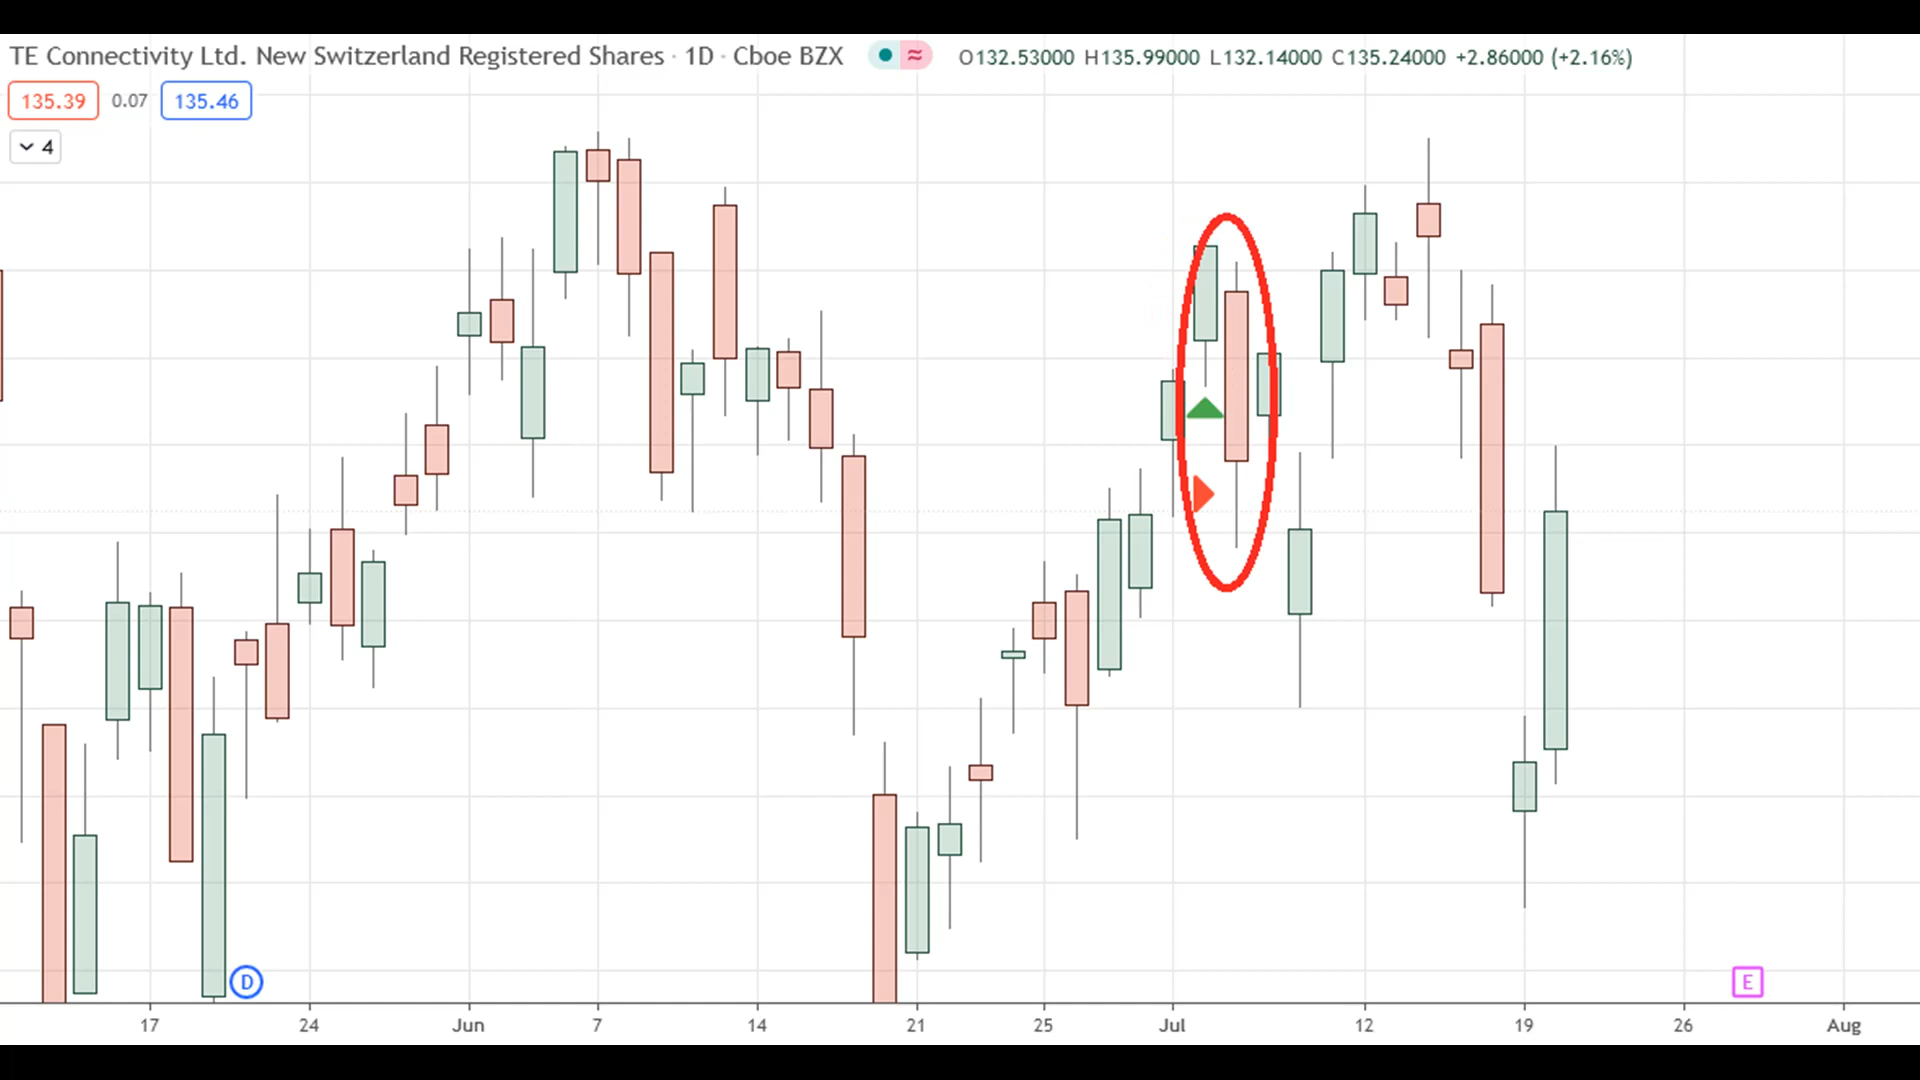 TE Connectivity Ltd. New Switzerland Registered Shares · 1D · Cboe BZX ≈ O132.53000 H135.99000 L132.14000 C135.24000 +2.86000 (+2.16%)
135.39 0.07 135.46
4
D E
17 24 Jun 7 14 21 25 Jul 12 19 26 Aug